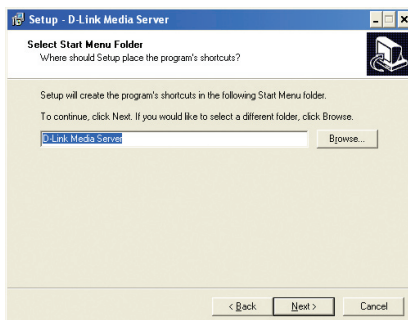 Setup - D-Link Media Server
Select Start Menu Folder
Where should Setup place the program's shortcuts?
Setup will create the program's shortcuts in the following Start Menu folder.
To continue, click Next. If you would like to select a different folder, click Browse.
D-Link Media Server
Browse...
< Back
Next >
Cancel